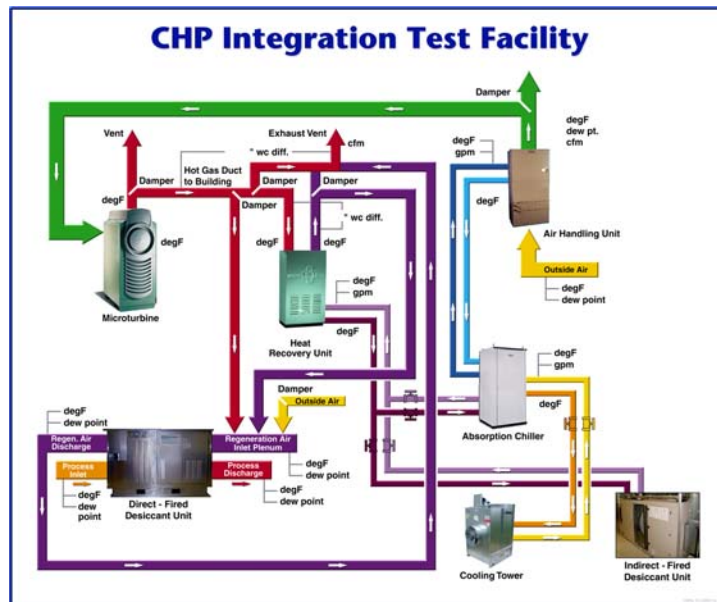 CHP Integration Test Facility
Damper
degF
dew pt.
cfm
Vent
Exhaust Vent
cfm
" wc diff.
degF
gpm
Hot Gas Duct
to Building
Damper
Damper
Damper
Damper
degF
degF
" wc diff.
degF
degF
degF
Air Handling Unit
Outside Air
degF
dew point
Microturbine
degF
gpm
degF
Heat
Recovery Unit
degF
gpm
degF
Absorption Chiller
Damper
Outside Air
degF
dew point
Regen. Air
Discharge
Regeneration Air
Inlet Plenum
Process
Inlet
Process
Discharge
degF
dew point
degF
dew
point
degF
dew point
Direct - Fired
Desiccant Unit
Cooling Tower
Indirect - Fired
Desiccant Unit